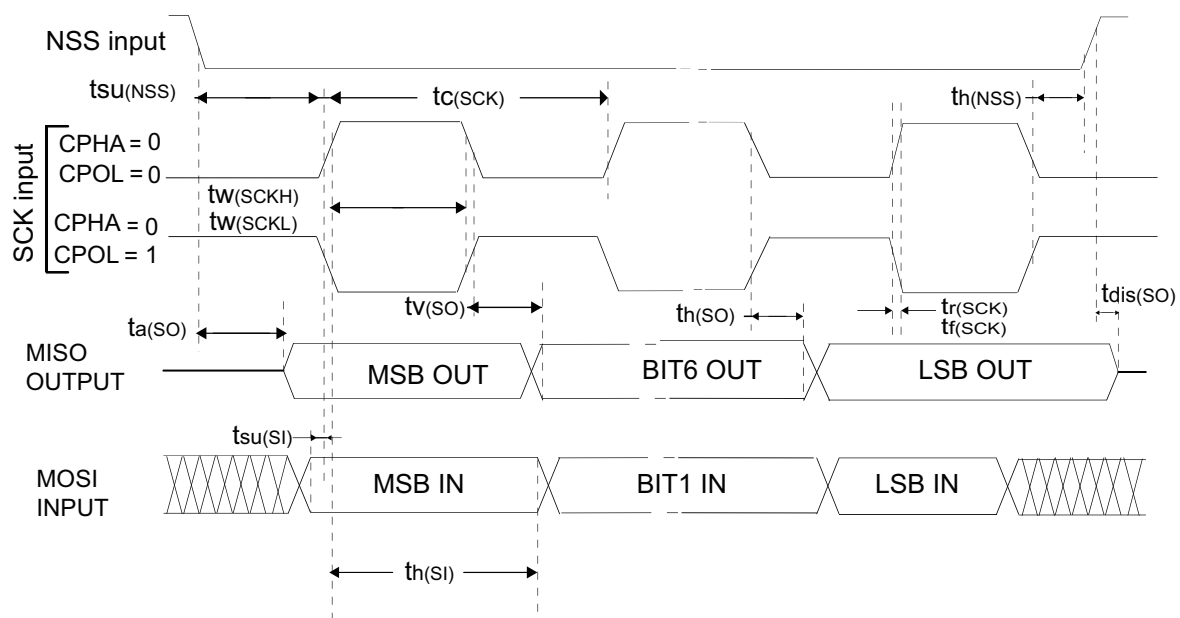 NSS input
tsu(NSS)
tc(SCK)
th(NSS)
SCK input
CPHA = 0
CPOL = 0
tw(SCKH)
CPHA = 0
tw(SCKL)
CPOL = 1
tv(SO)
th(SO)
tr(SCK)
tf(SCK)
tdis(SO)
ta(SO)
MISO
OUTPUT
MSB OUT
BIT6 OUT
LSB OUT
tsu(SI)
MOSI
INPUT
MSB IN
BIT1 IN
LSB IN
th(SI)